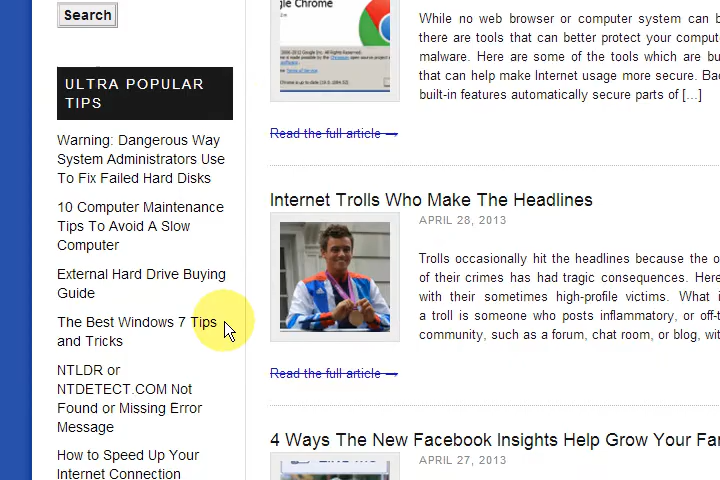 Search
ULTRA POPULAR
TIPS
Warning: Dangerous Way
System Administrators Use
To Fix Failed Hard Disks
10 Computer Maintenance
Tips To Avoid A Slow
Computer
External Hard Drive Buying
Guide
The Best Windows 7 Tips
and Tricks
NTLDR or
NTDETECT.COM Not
Found or Missing Error
Message
How to Speed Up Your
Internet Connection
gle Chrome
While no web browser or computer system can b
there are tools that can better protect your comput
malware. Here are some of the tools which are bu
that can help make Internet usage more secure. Bac
built-in features automatically secure parts of […]
Read the full article →
Internet Trolls Who Make The Headlines
APRIL 28, 2013
Trolls occasionally hit the headlines because the o
of their crimes has had tragic consequences. Here
with their sometimes high-profile victims. What i
a troll is someone who posts inflammatory, or off-t
community, such as a forum, chat room, or blog, wit
Read the full article →
4 Ways The New Facebook Insights Help Grow Your Fa
APRIL 27, 2013